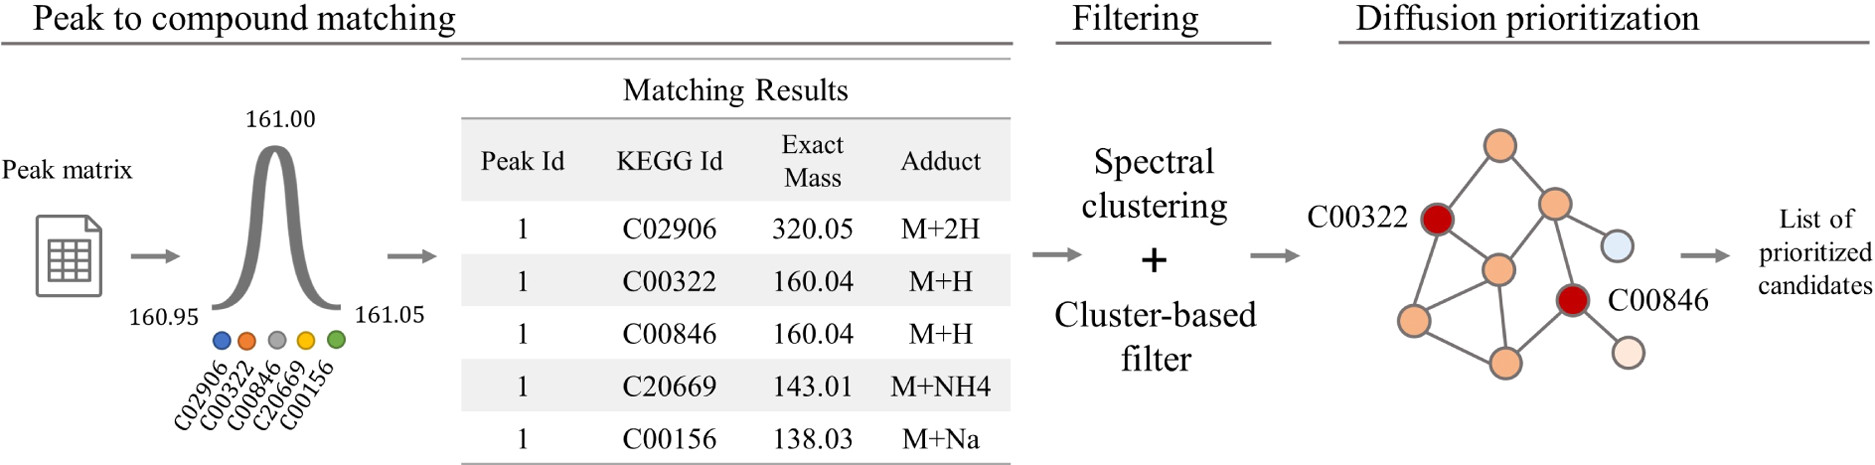 Peak to compound matching
Filtering
Diffusion prioritization
Peak matrix
161.00
160.95
161.05
C02906
C00322
C00846
C20669
C00156
Matching Results
Peak Id KEGG Id Exact Mass Adduct
1 C02906 320.05 M+2H
1 C00322 160.04 M+H
1 C00846 160.04 M+H
1 C20669 143.01 M+NH4
1 C00156 138.03 M+Na
Spectral
clustering
+
Cluster-based
filter
C00322
C00846
List of
prioritized
candidates